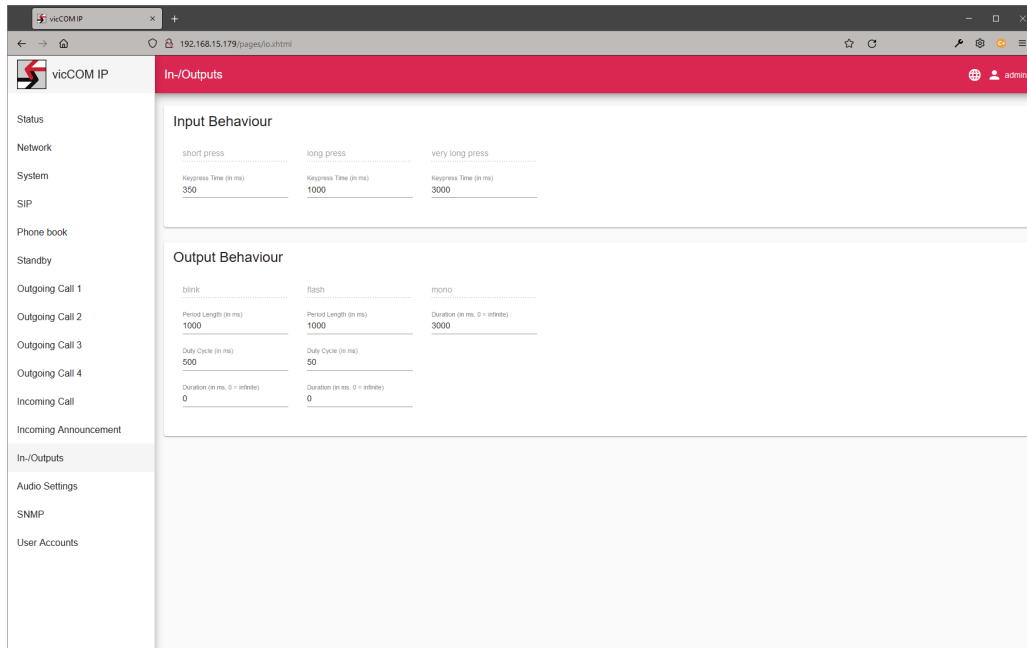 vicCOM IP
192.168.15.179/pages/io.xhtml
vicCOM IP
In-/Outputs
admin
Status
Network
System
SIP
Phone book
Standby
Outgoing Call 1
Outgoing Call 2
Outgoing Call 3
Outgoing Call 4
Incoming Call
Incoming Announcement
In-/Outputs
Audio Settings
SNMP
User Accounts
Input Behaviour
short press long press very long press
Keypress Time (in ms) Keypress Time (in ms) Keypress Time (in ms)
350 1000 3000
Output Behaviour
blink flash mono
Period Length (in ms) Period Length (in ms) Duration (in ms, 0 = infinite)
1000 1000 3000
Duty Cycle (in ms) Duty Cycle (in ms)
500 50
Duration (in ms, 0 = infinite) Duration (in ms, 0 = infinite)
0 0